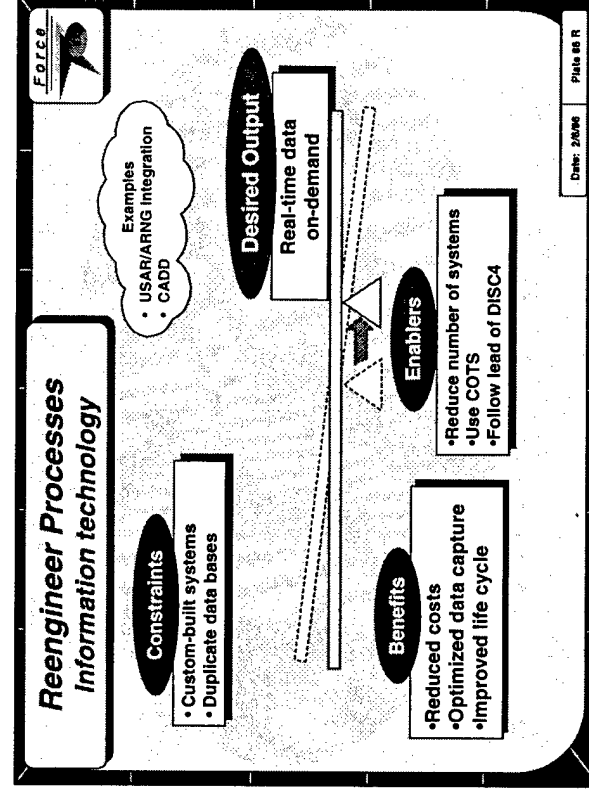 Force
Reengineer Processes
Information technology
Examples
• USAR/ARNG Integration
• CADD
Constraints
• Custom-built systems
• Duplicate data bases
Desired Output
Real-time data
on-demand
Benefits
•Reduced costs
•Optimized data capture
•Improved life cycle
Enablers
•Reduce number of systems
•Use COTS
•Follow lead of DISC4
Date: 2/6/96
Plate 86 R